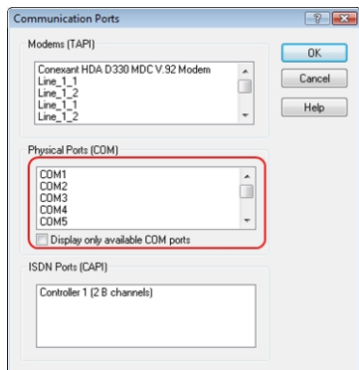 Communication Ports
Modems (TAPI)
Conexant HDA D330 MDC V.92 Modem
Line_1_1
Line_1_2
Line_1_1
Line_1_2
OK
Cancel
Help
Physical Ports (COM)
COM1
COM2
COM3
COM4
COM5
Display only available COM ports
ISDN Ports (CAPI)
Controller 1 (2 B channels)